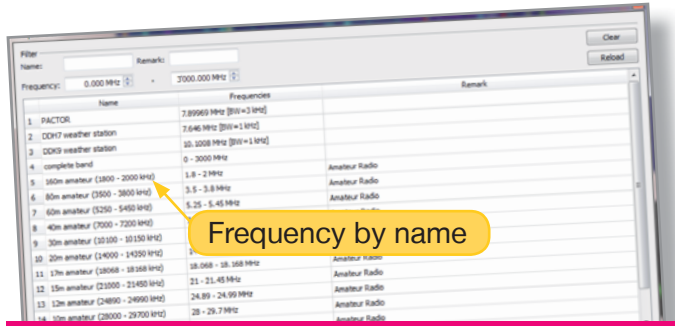 Filter
Name: Remark: Clear
Frequency: 0.000 MHz - 3'000.000 MHz Reload
Name Frequencies Remark
1 PACTOR 7.89969 MHz [BW=3 kHz]
2 DDH7 weather station 7.646 MHz [BW=1 kHz]
3 DDK9 weather station 10.1008 MHz [BW=1 kHz]
4 complete band 0 - 3000 MHz
5 160m amateur (1800 - 2000 kHz) 1.8 - 2 MHz Amateur Radio
6 80m amateur (3500 - 3800 kHz) 3.5 - 3.8 MHz Amateur Radio
7 60m amateur (5250 - 5450 kHz) 5.25 - 5.45 MHz Amateur Radio
8 40m amateur (7000 - 7200 kHz)
Frequency by name
9 30m amateur (10100 - 10150 kHz)
10 20m amateur (14000 - 14350 kHz)
11 17m amateur (18068 - 18168 kHz) 18.068 - 18.168 MHz Amateur Radio
12 15m amateur (21000 - 21450 kHz) 21 - 21.45 MHz Amateur Radio
13 12m amateur (24890 - 24990 kHz) 24.89 - 24.99 MHz Amateur Radio
14 10m amateur (28000 - 29700 kHz) 28 - 29.7 MHz Amateur Radio